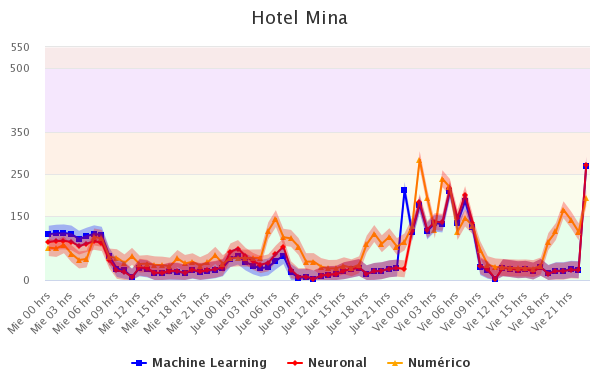 Hotel Mina
550
500
350
250
150
0
Mie 00 hrs
Mie 03 hrs
Mie 06 hrs
Mie 09 hrs
Mie 12 hrs
Mie 15 hrs
Mie 18 hrs
Mie 21 hrs
Jue 00 hrs
Jue 03 hrs
Jue 06 hrs
Jue 09 hrs
Jue 12 hrs
Jue 15 hrs
Jue 18 hrs
Jue 21 hrs
Vie 00 hrs
Vie 03 hrs
Vie 06 hrs
Vie 09 hrs
Vie 12 hrs
Vie 15 hrs
Vie 18 hrs
Vie 21 hrs
Machine Learning Neuronal Numérico